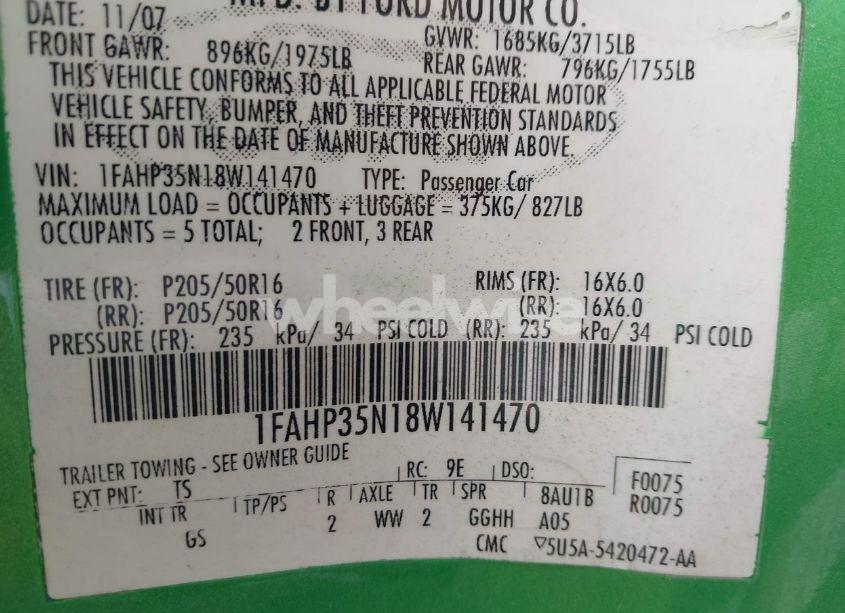 MFD. BY FORD MOTOR CO.
DATE: 11/07 GVWR: 1685KG/3715LB
FRONT GAWR: 896KG/1975LB REAR GAWR: 796KG/1755LB
THIS VEHICLE CONFORMS TO ALL APPLICABLE FEDERAL MOTOR
VEHICLE SAFETY, BUMPER, AND THEFT PREVENTION STANDARDS
IN EFFECT ON THE DATE OF MANUFACTURE SHOWN ABOVE.
VIN: 1FAHP35N18W141470 TYPE: Passenger Car
MAXIMUM LOAD = OCCUPANTS + LUGGAGE = 375KG/ 827LB
OCCUPANTS = 5 TOTAL; 2 FRONT, 3 REAR
TIRE (FR): P205/50R16 RIMS (FR): 16X6.0
(RR): P205/50R16 (RR): 16X6.0
wheelwire
PRESSURE (FR): 235 kPa/ 34 PSI COLD (RR): 235 kPa/ 34 PSI COLD
1FAHP35N18W141470
TRAILER TOWING - SEE OWNER GUIDE
EXT PNT: TS RC: 9E DSO: F0075
INT TR TP/PS R AXLE TR SPR 8AU1B R0075
GS 2 WW 2 GGHH A05
CMC ▽5U5A-5420472-AA